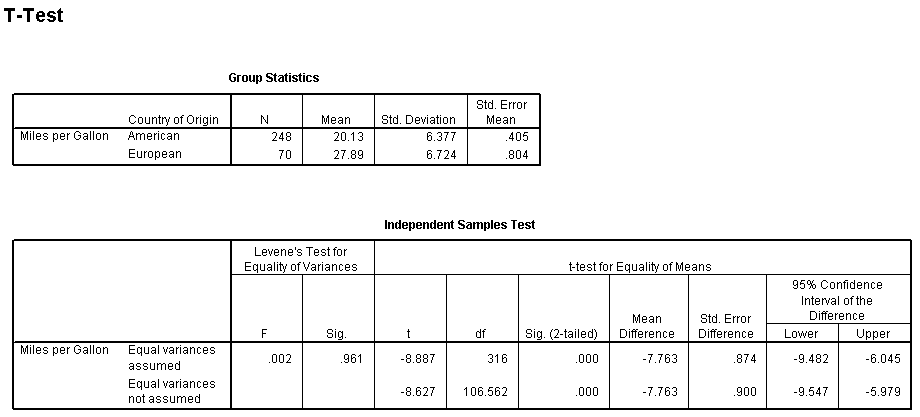 T-Test
Group Statistics
Country of Origin N Mean Std. Deviation Std. Error Mean
Miles per Gallon American 248 20.13 6.377 .405
European 70 27.89 6.724 .804
Independent Samples Test
Levene's Test for Equality of Variances t-test for Equality of Means
95% Confidence Interval of the Difference
F Sig. t df Sig. (2-tailed) Mean Difference Std. Error Difference Lower Upper
Miles per Gallon Equal variances assumed .002 .961 -8.887 316 .000 -7.763 .874 -9.482 -6.045
Equal variances not assumed -8.627 106.562 .000 -7.763 .900 -9.547 -5.979